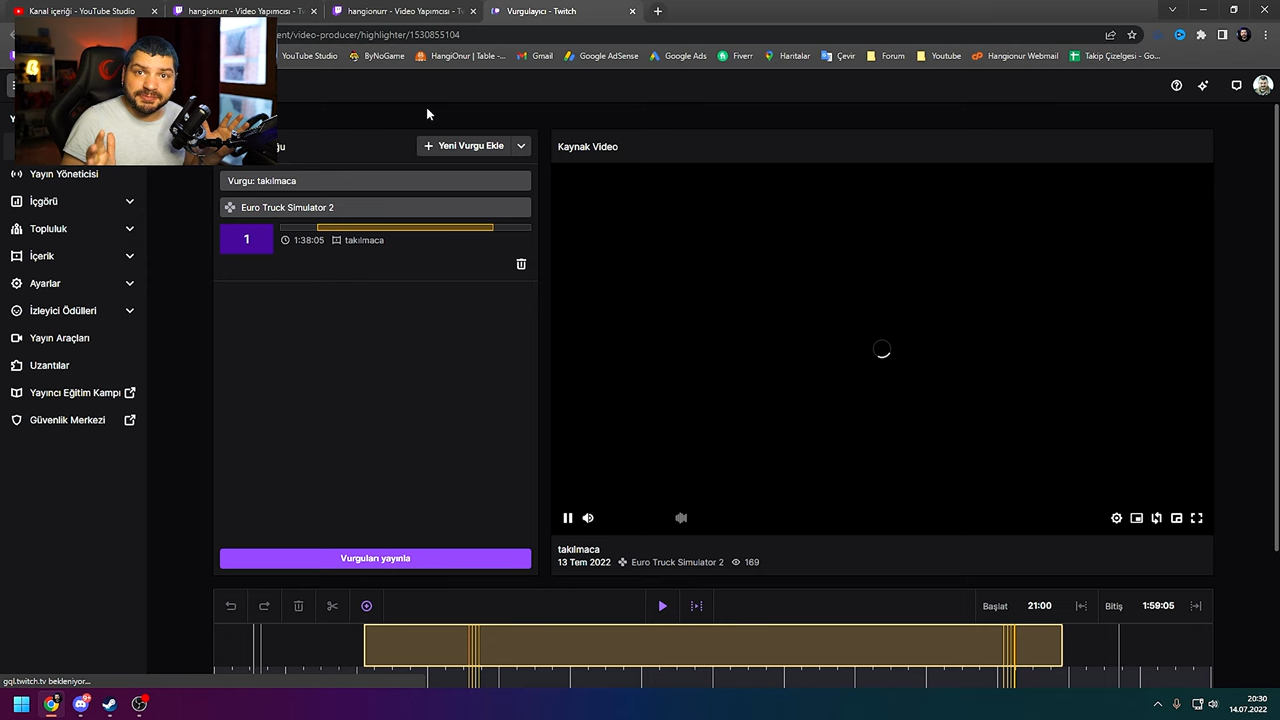 Kanal içeriği - YouTube Studio
hangionurr - Video Yapımcısı - Tw
hangionurr - Video Yapımcısı - Tw
Vurgulayıcı - Twitch
ent/video-producer/highlighter/1530855104
YouTube Studio
ByNoGame
HangiOnur | Table -...
Gmail
Google AdSense
Google Ads
Fiverr
Haritalar
Çevir
Forum
Youtube
Hangionur Webmail
Takip Çizelgesi - Go...
Yeni Vurgu Ekle
Kaynak Video
Yayın Yöneticisi
Vurgu: takılmaca
İçgörü
Euro Truck Simulator 2
Topluluk
1
1:38:05
takılmaca
İçerik
Ayarlar
İzleyici Ödülleri
Yayın Araçları
Uzantılar
Yayıncı Eğitim Kampı
Güvenlik Merkezi
Vurguları yayınla
takılmaca
13 Tem 2022
Euro Truck Simulator 2
169
Başlat
21:00
Bitiş
1:59:05
gql.twitch.tv bekleniyor...
20:30
14.07.2022